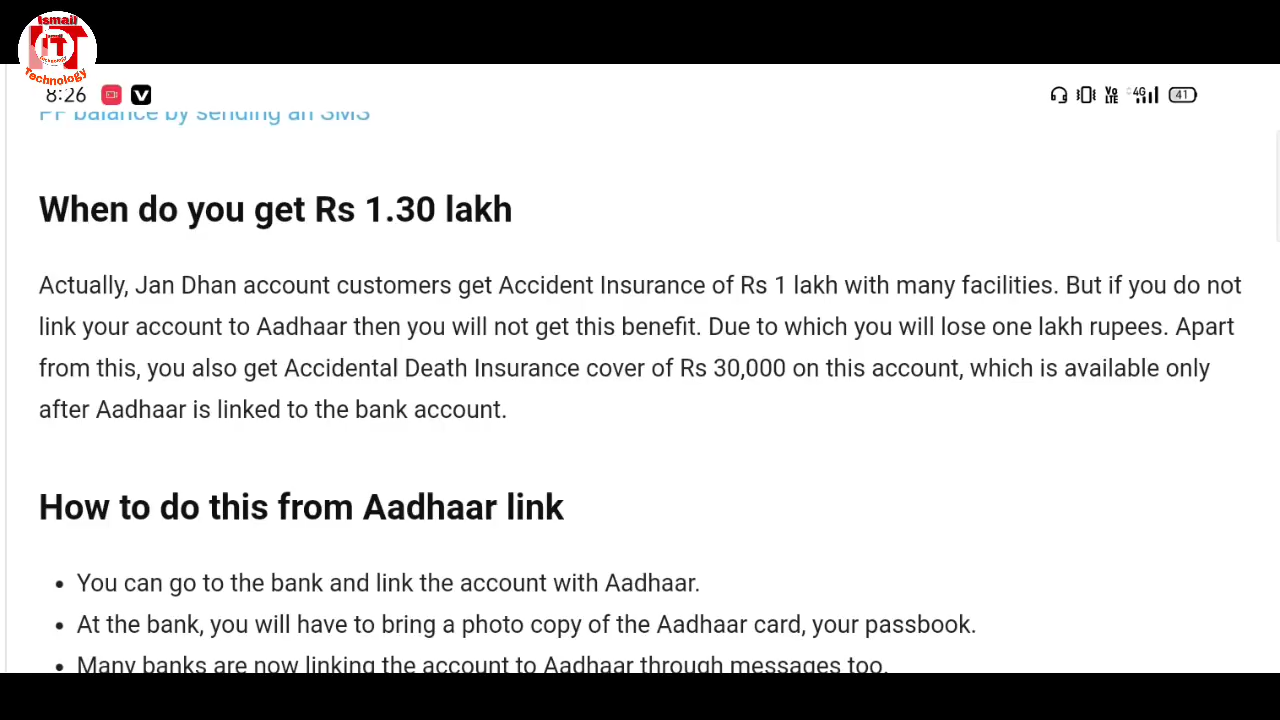 Ismail
IT
Technology
8:26
Vo
LTE
4G
41
PF balance by sending an SMS
When do you get Rs 1.30 lakh
Actually, Jan Dhan account customers get Accident Insurance of Rs 1 lakh with many facilities. But if you do not
link your account to Aadhaar then you will not get this benefit. Due to which you will lose one lakh rupees. Apart
from this, you also get Accidental Death Insurance cover of Rs 30,000 on this account, which is available only
after Aadhaar is linked to the bank account.
How to do this from Aadhaar link
• You can go to the bank and link the account with Aadhaar.
• At the bank, you will have to bring a photo copy of the Aadhaar card, your passbook.
• Many banks are now linking the account to Aadhaar through messages too.